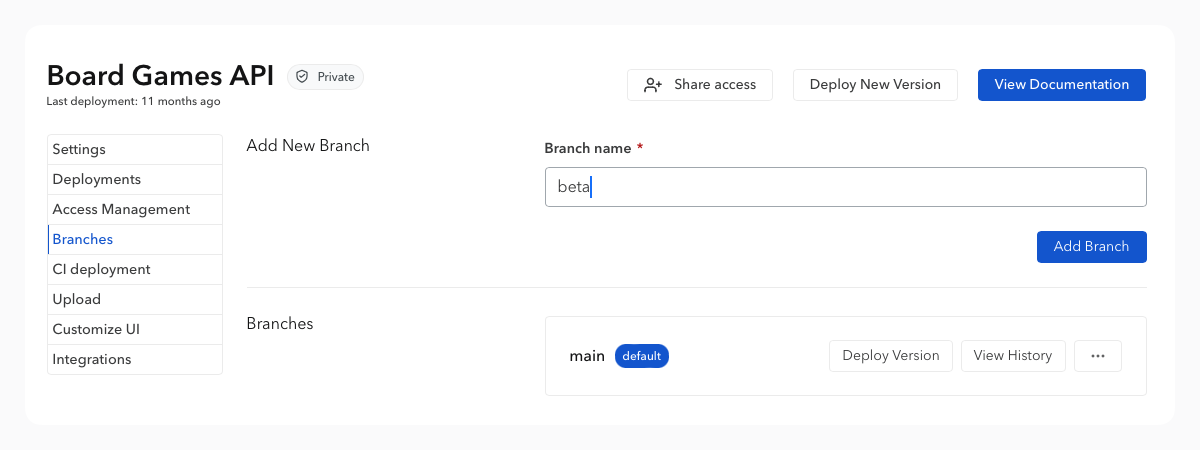 Board Games API Private
Last deployment: 11 months ago
Share access Deploy New Version View Documentation
Settings
Deployments
Access Management
Branches
CI deployment
Upload
Customize UI
Integrations
Add New Branch
Branch name *
beta
Add Branch
Branches
main default Deploy Version View History ...